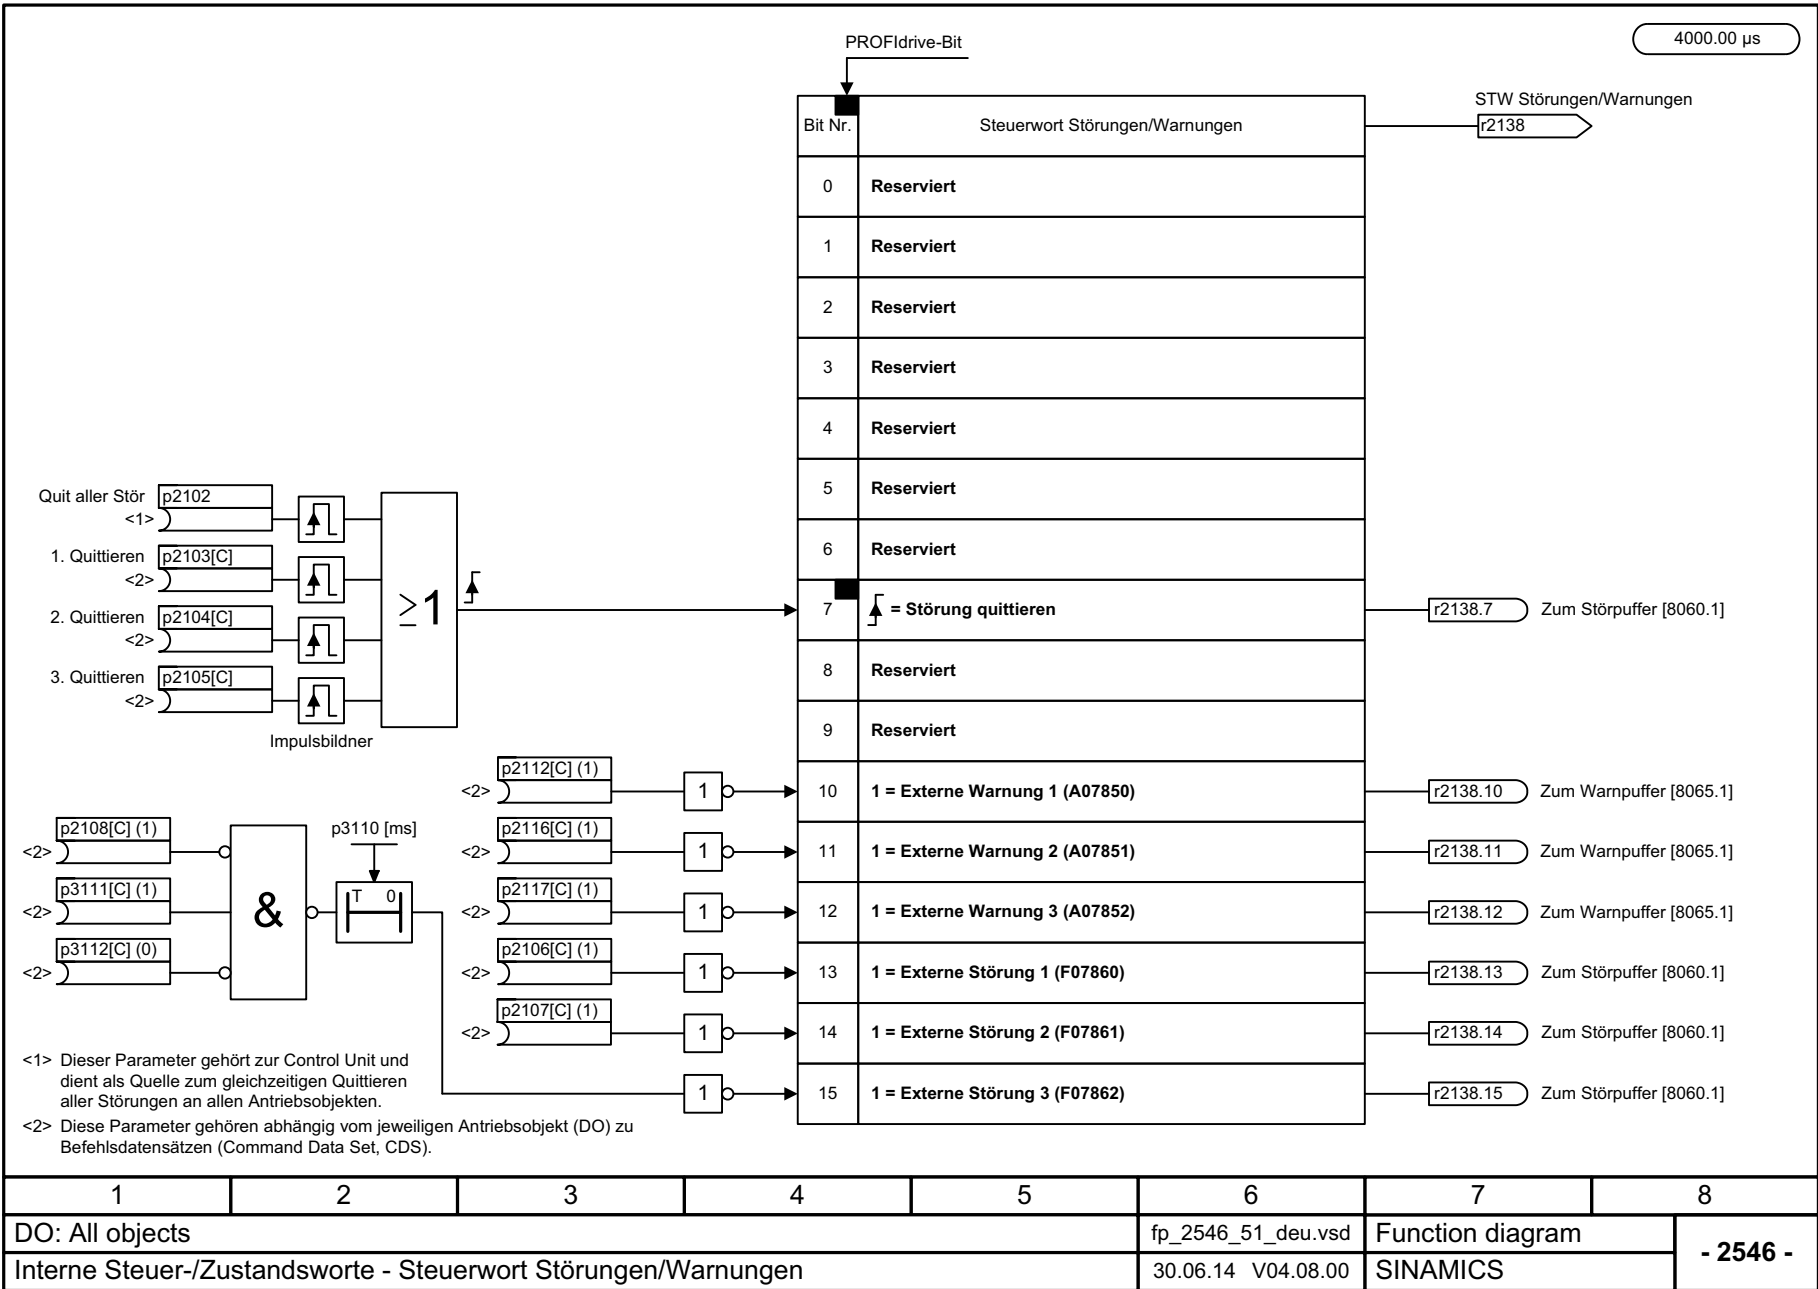 PROFIdrive-Bit
4000.00 µs
Bit Nr. Steuerwort Störungen/Warnungen
STW Störungen/Warnungen
r2138
0 Reserviert
1 Reserviert
2 Reserviert
3 Reserviert
4 Reserviert
5 Reserviert
6 Reserviert
7 = Störung quittieren r2138.7 Zum Störpuffer [8060.1]
8 Reserviert
9 Reserviert
10 1 = Externe Warnung 1 (A07850) r2138.10 Zum Warnpuffer [8065.1]
11 1 = Externe Warnung 2 (A07851) r2138.11 Zum Warnpuffer [8065.1]
12 1 = Externe Warnung 3 (A07852) r2138.12 Zum Warnpuffer [8065.1]
13 1 = Externe Störung 1 (F07860) r2138.13 Zum Störpuffer [8060.1]
14 1 = Externe Störung 2 (F07861) r2138.14 Zum Störpuffer [8060.1]
15 1 = Externe Störung 3 (F07862) r2138.15 Zum Störpuffer [8060.1]
Quit aller Stör p2102
<1>
1. Quittieren p2103[C]
<2>
2. Quittieren p2104[C]
<2>
3. Quittieren p2105[C]
<2>
≥1
Impulsbildner
p2112[C] (1)
<2> 1
p2116[C] (1)
<2> 1
p2117[C] (1)
<2> 1
p2106[C] (1)
<2> 1
p2107[C] (1)
<2> 1
1
p2108[C] (1)
<2>
p3111[C] (1)
<2>
p3112[C] (0)
<2>
&
p3110 [ms]
T 0
<1> Dieser Parameter gehört zur Control Unit und
dient als Quelle zum gleichzeitigen Quittieren
aller Störungen an allen Antriebsobjekten.
<2> Diese Parameter gehören abhängig vom jeweiligen Antriebsobjekt (DO) zu
Befehlsdatensätzen (Command Data Set, CDS).
1 2 3 4 5 6 7 8
DO: All objects fp_2546_51_deu.vsd Function diagram
- 2546 -
Interne Steuer-/Zustandsworte - Steuerwort Störungen/Warnungen 30.06.14 V04.08.00 SINAMICS